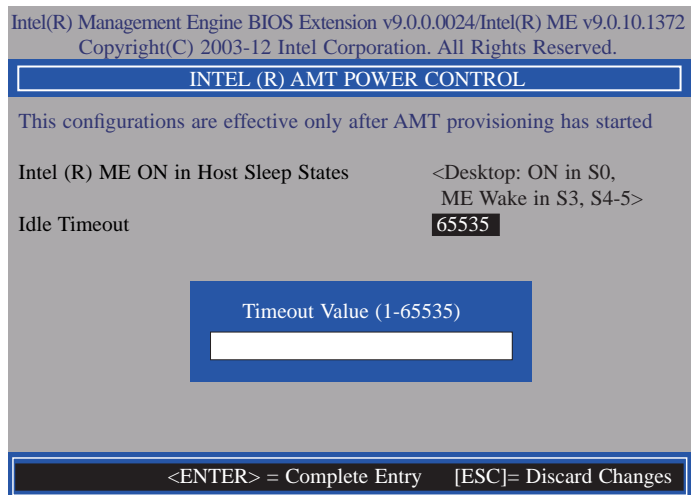 Intel(R) Management Engine BIOS Extension v9.0.0.0024/Intel(R) ME v9.0.10.1372
Copyright(C) 2003-12 Intel Corporation. All Rights Reserved.
INTEL (R) AMT POWER CONTROL
This configurations are effective only after AMT provisioning has started
Intel (R) ME ON in Host Sleep States <Desktop: ON in S0,
ME Wake in S3, S4-5>
Idle Timeout 65535
Timeout Value (1-65535)
<ENTER> = Complete Entry [ESC]= Discard Changes